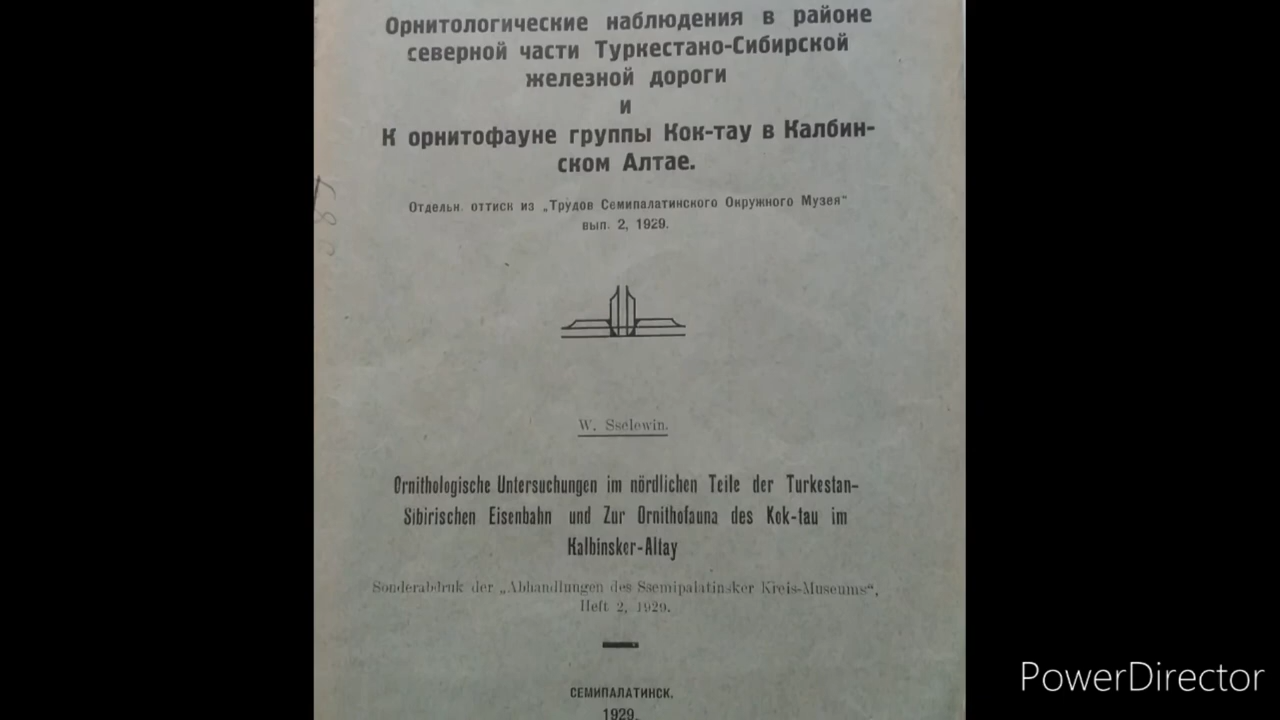 Орнитологические наблюдения в районе
северной части Туркестано-Сибирской
железной дороги
и
К орнитофауне группы Кок-тау в Калбин-
ском Алтае.
Отдельн. оттиск из „Трудов Семипалатинского Окружного Музея“
вып. 2, 1929.
W. Sselewin.
Ornithologische Untersuchungen im nördlichen Teile der Turkestan-
Sibirischen Eisenbahn und Zur Ornithofauna des Kok-tau im
Kalbinsker-Altay
Sonderabdruk der „Abhandlungen des Ssemipalatinsker Kreis-Museums“,
Heft 2, 1929.
СЕМИПАЛАТИНСК.
1929.
PowerDirector